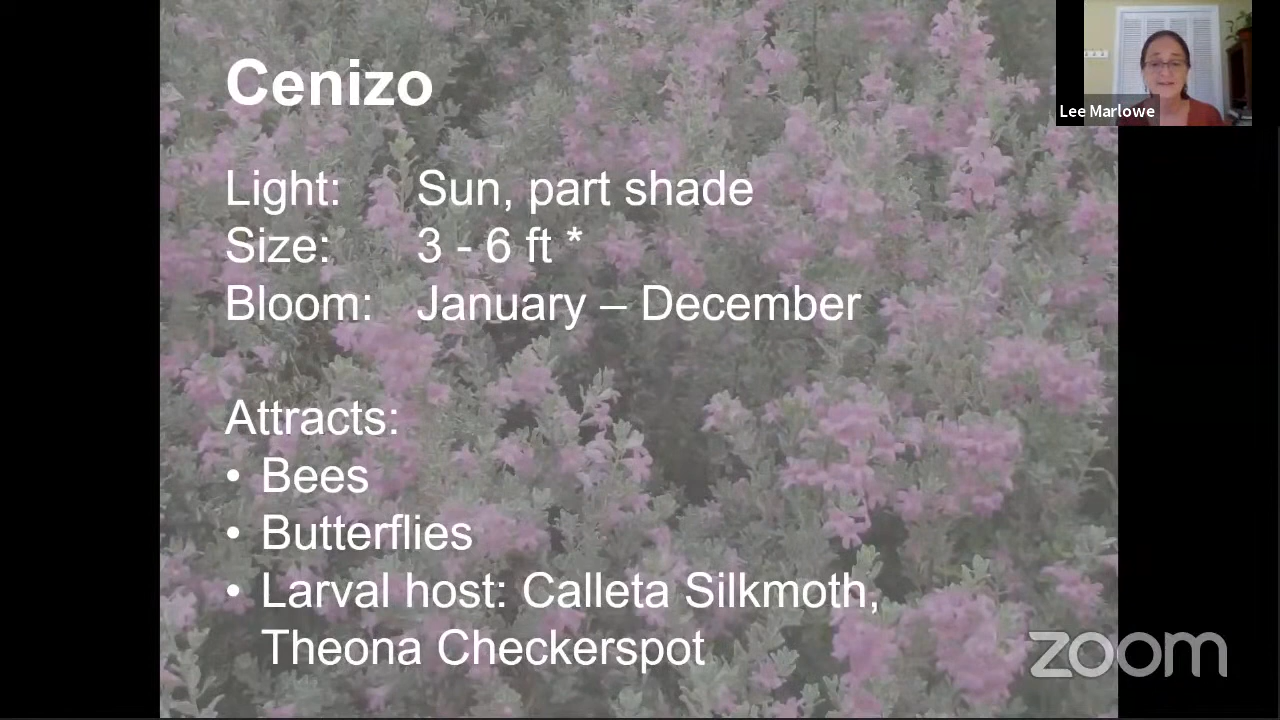 Cenizo
Light: Sun, part shade
Size: 3 - 6 ft *
Bloom: January – December
Attracts:
• Bees
• Butterflies
• Larval host: Calleta Silkmoth,
Theona Checkerspot
Lee Marlowe
zoom